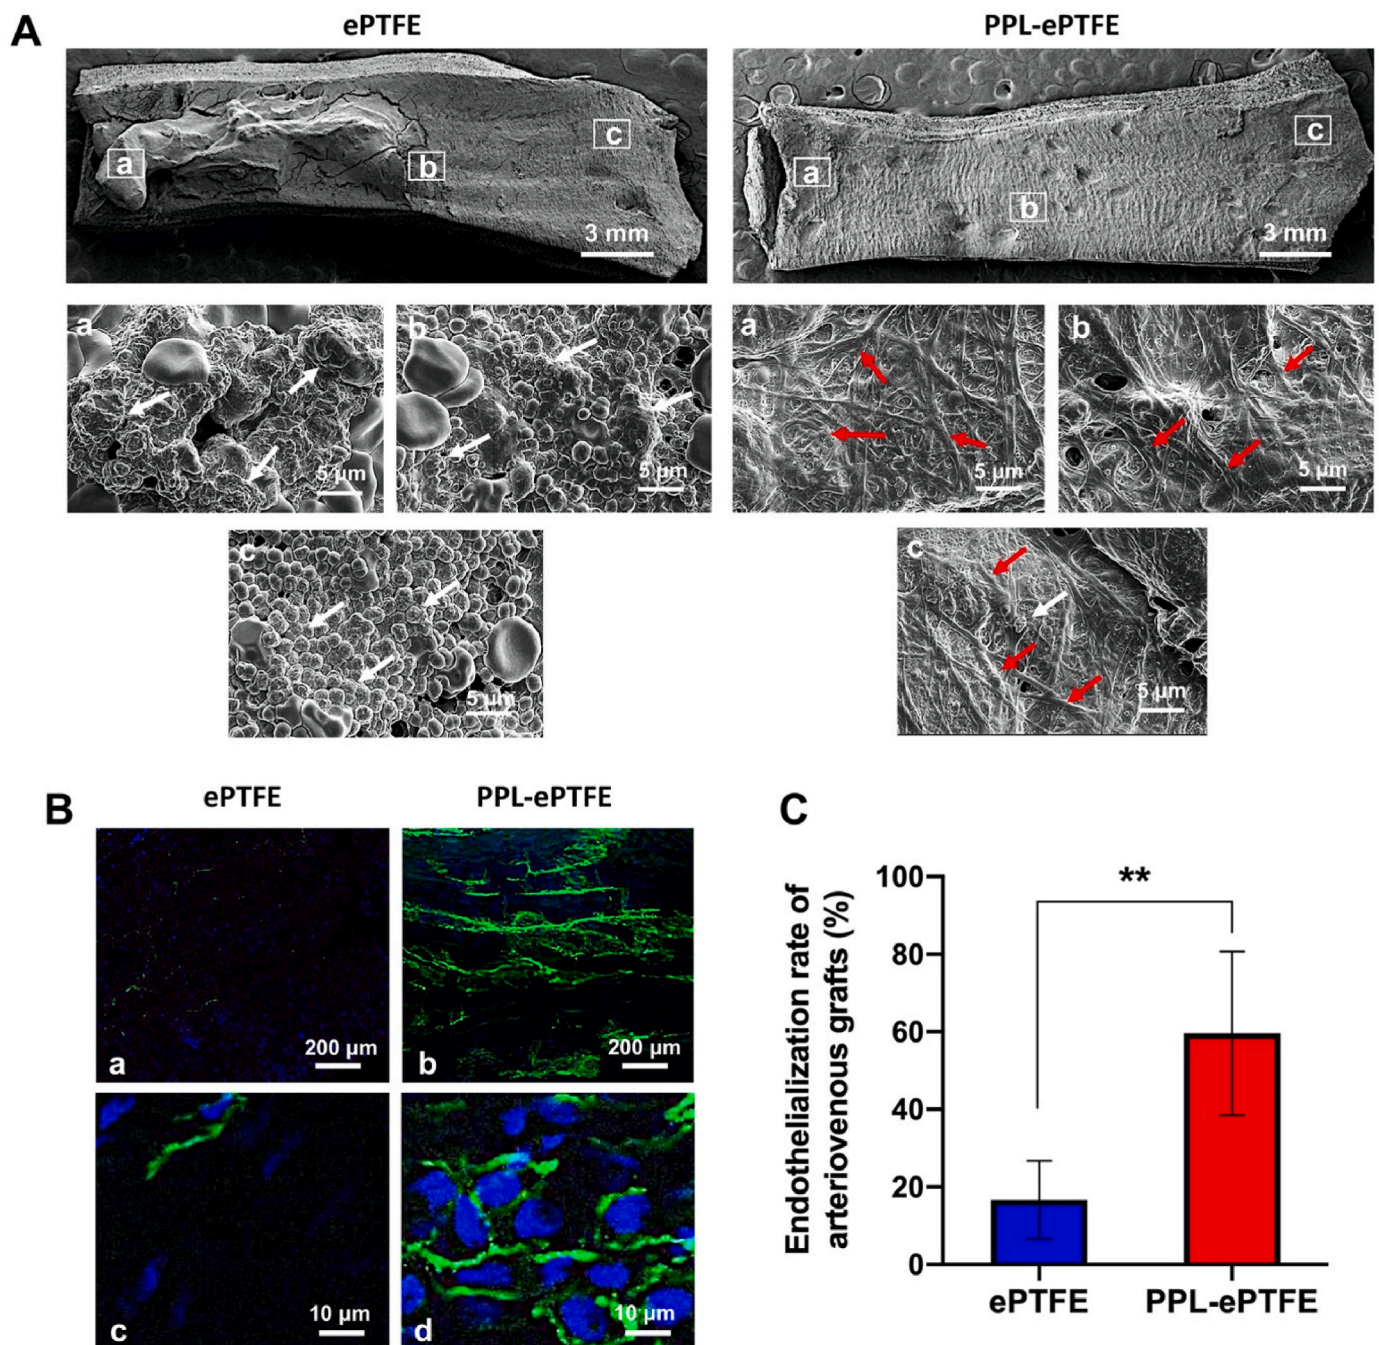 A
ePTFE
PPL-ePTFE
a
b
c
3 mm
a
b
c
3 mm
a
5 µm
b
5 µm
a
5 µm
b
5 µm
c
5 µm
c
5 µm
B
ePTFE
PPL-ePTFE
a
200 µm
b
200 µm
c
10 µm
d
10 µm
C
Endothelialization rate of
arteriovenous grafts (%)
100
80
60
40
20
0
**
ePTFE
PPL-ePTFE